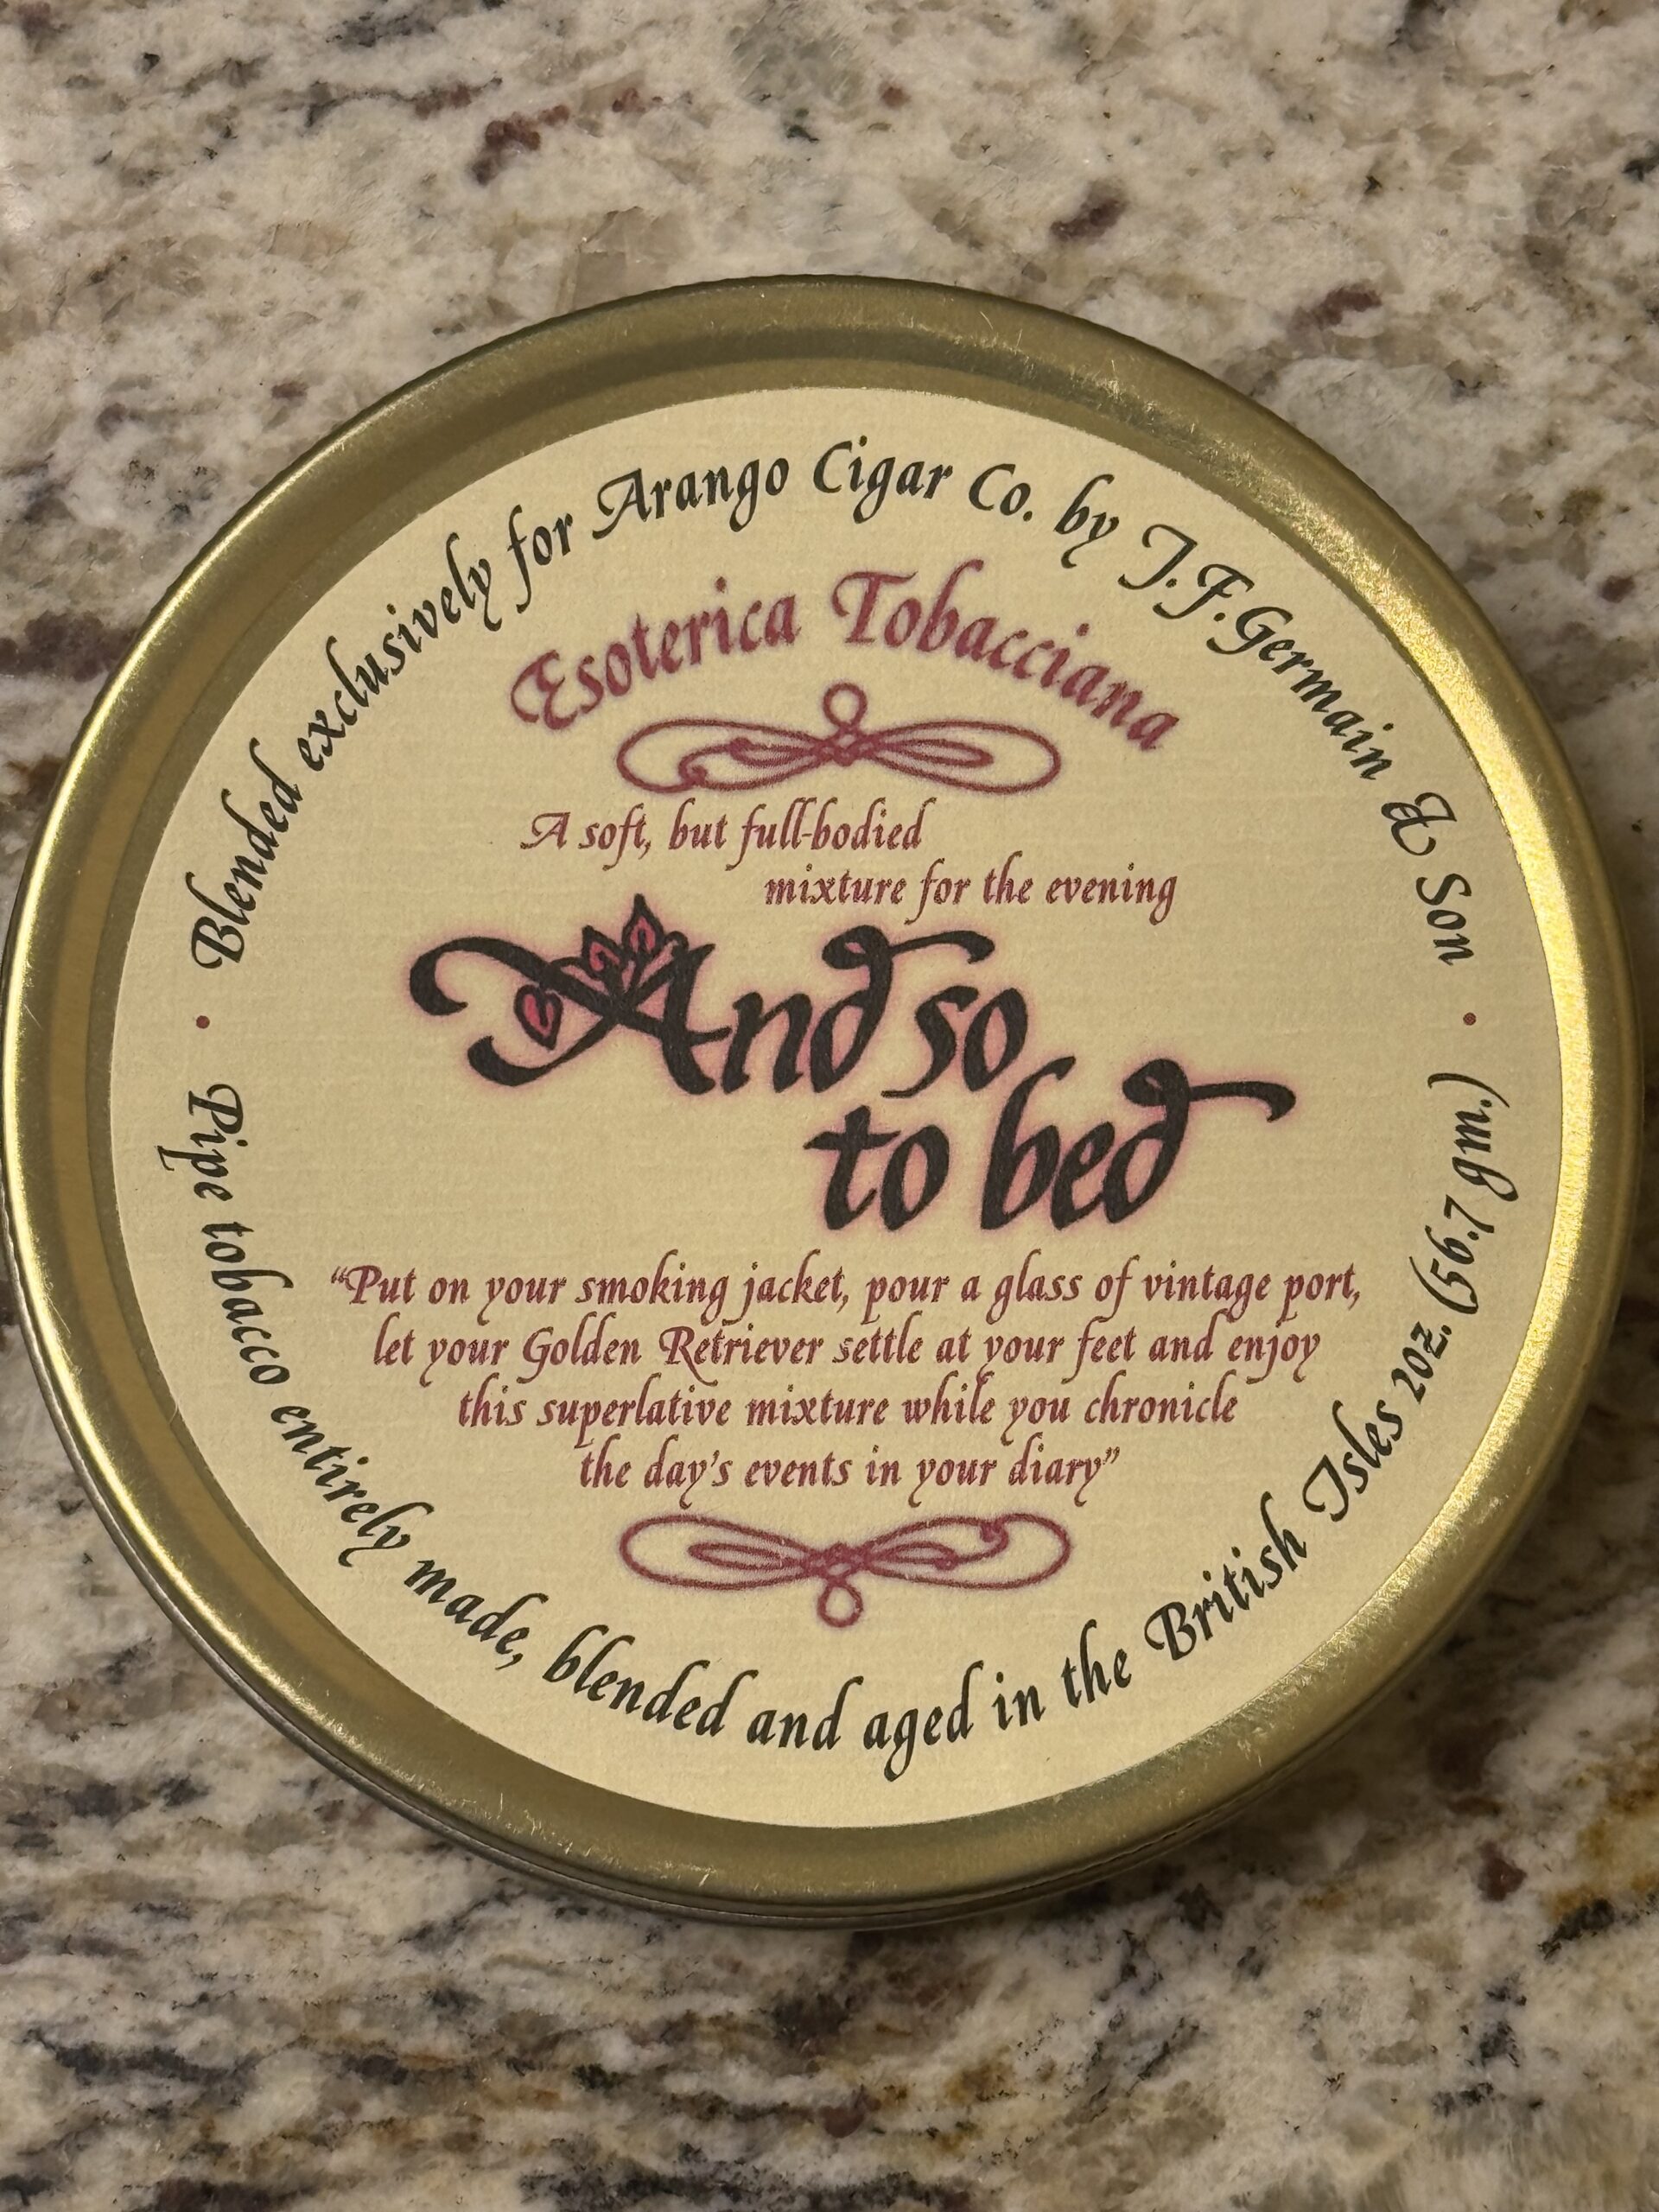 Blended exclusively for Arango Cigar Co. by J.F.Germain & Son
Esoterica Tobacciana
A soft, but full-bodied
mixture for the evening
And so
to bed
“Put on your smoking jacket, pour a glass of vintage port,
let your Golden Retriever settle at your feet and enjoy
this superlative mixture while you chronicle
the day's events in your diary”
Pipe tobacco entirely made, blended and aged in the British Isles 2oz. (56.7 gm.)